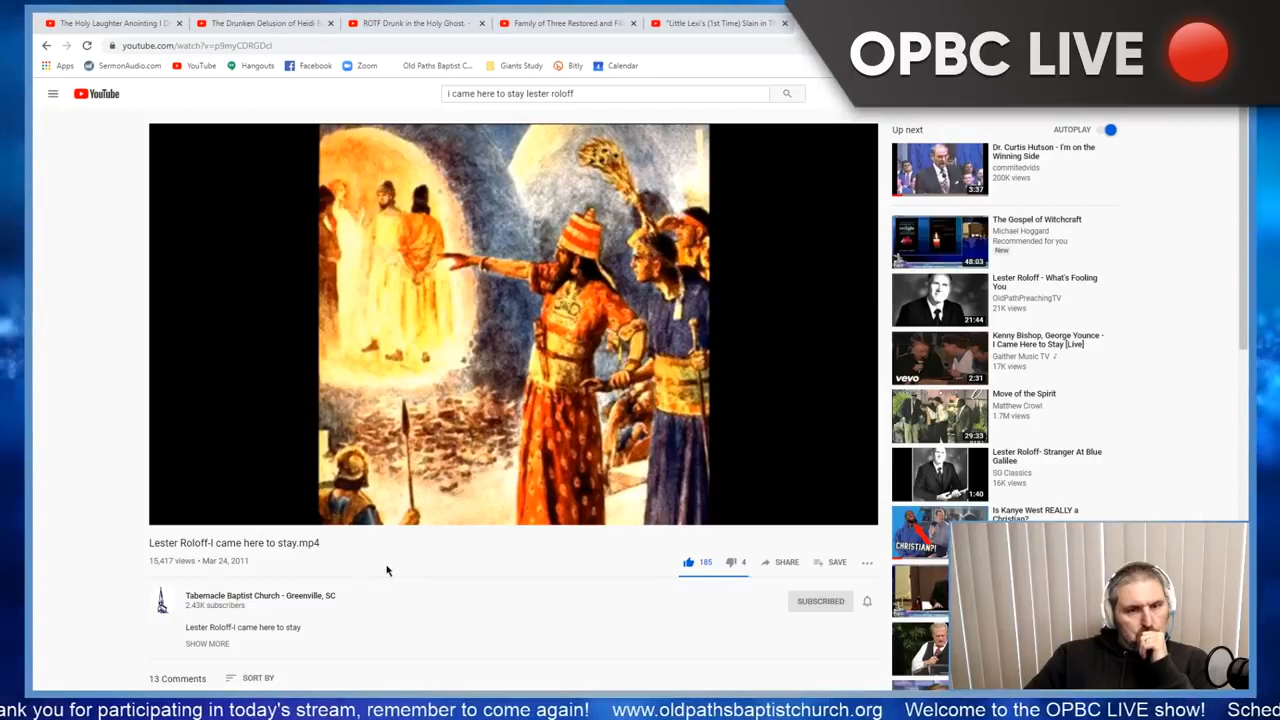 The Holy Laughter Anointing I D
The Drunken Delusion of Heidi B
ROTF Drunk in the Holy Ghost. -
Family of Three Restored and Fil
"Little Lexi's (1st Time) Slain in T
OPBC LIVE
youtube.com/watch?v=p9myCDRGDcI
Apps
SermonAudio.com
YouTube
Hangouts
Facebook
Zoom
Old Paths Baptist C...
Giants Study
Bitly
Calendar
YouTube
i came here to stay lester roloff
Up next
AUTOPLAY
Dr. Curtis Hutson - I'm on the
Winning Side
commitedvids
200K views
3:37
The Gospel of Witchcraft
Michael Hoggard
Recommended for you
New
48:03
Lester Roloff - What's Fooling
You
OldPathPreachingTV
21K views
21:44
Kenny Bishop, George Younce -
I Came Here to Stay [Live]
Gaither Music TV
17K views
vevo
2:31
Move of the Spirit
Matthew Crowl
1.7M views
29:33
Lester Roloff- Stranger At Blue
Galilee
SG Classics
16K views
1:40
Is Kanye West REALLY a
Christian?
CHRISTIAN?!
Lester Roloff-I came here to stay.mp4
15,417 views • Mar 24, 2011
185
4
SHARE
SAVE
Tabernacle Baptist Church - Greenville, SC
2.43K subscribers
SUBSCRIBED
Lester Roloff-I came here to stay
SHOW MORE
13 Comments
SORT BY
ank you for participating in today's stream, remember to come again! www.oldpathsbaptistchurch.org Welcome to the OPBC LIVE show! Sched